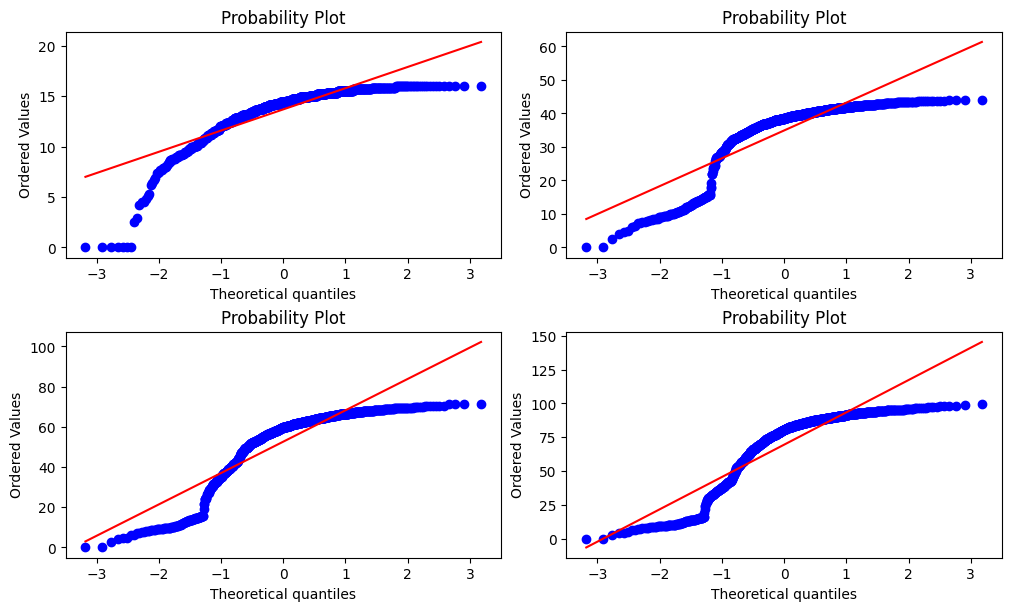 Probability Plot
Ordered Values
20
15
10
5
0
−3 −2 −1 0 1 2 3
Theoretical quantiles
Probability Plot
Ordered Values
60
50
40
30
20
10
0
−3 −2 −1 0 1 2 3
Theoretical quantiles
Probability Plot
Ordered Values
100
80
60
40
20
0
−3 −2 −1 0 1 2 3
Theoretical quantiles
Probability Plot
Ordered Values
150
125
100
75
50
25
0
−3 −2 −1 0 1 2 3
Theoretical quantiles